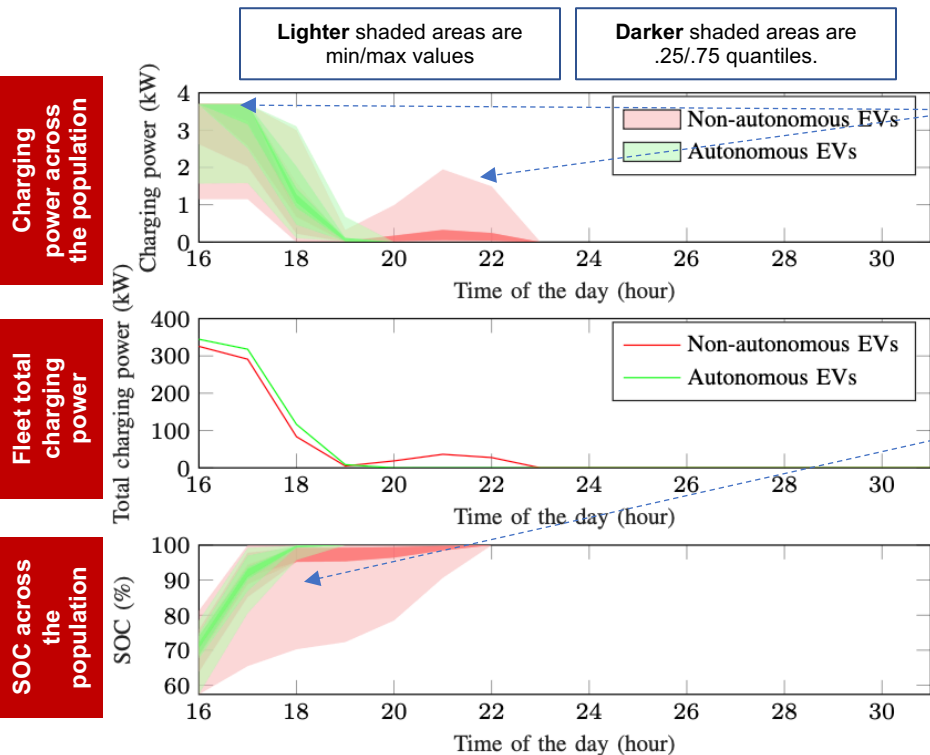 Lighter shaded areas are
min/max values
Darker shaded areas are
.25/.75 quantiles.
Charging
power across
the population
Charging power (kW)
4
3
2
1
0
Non-autonomous EVs
Autonomous EVs
16 18 20 22 24 26 28 30
Time of the day (hour)
Fleet total
charging
power
Total charging power (kW)
400
300
200
100
0
Non-autonomous EVs
Autonomous EVs
16 18 20 22 24 26 28 30
Time of the day (hour)
SOC across
the
population
SOC (%)
100
90
80
70
60
16 18 20 22 24 26 28 30
Time of the day (hour)